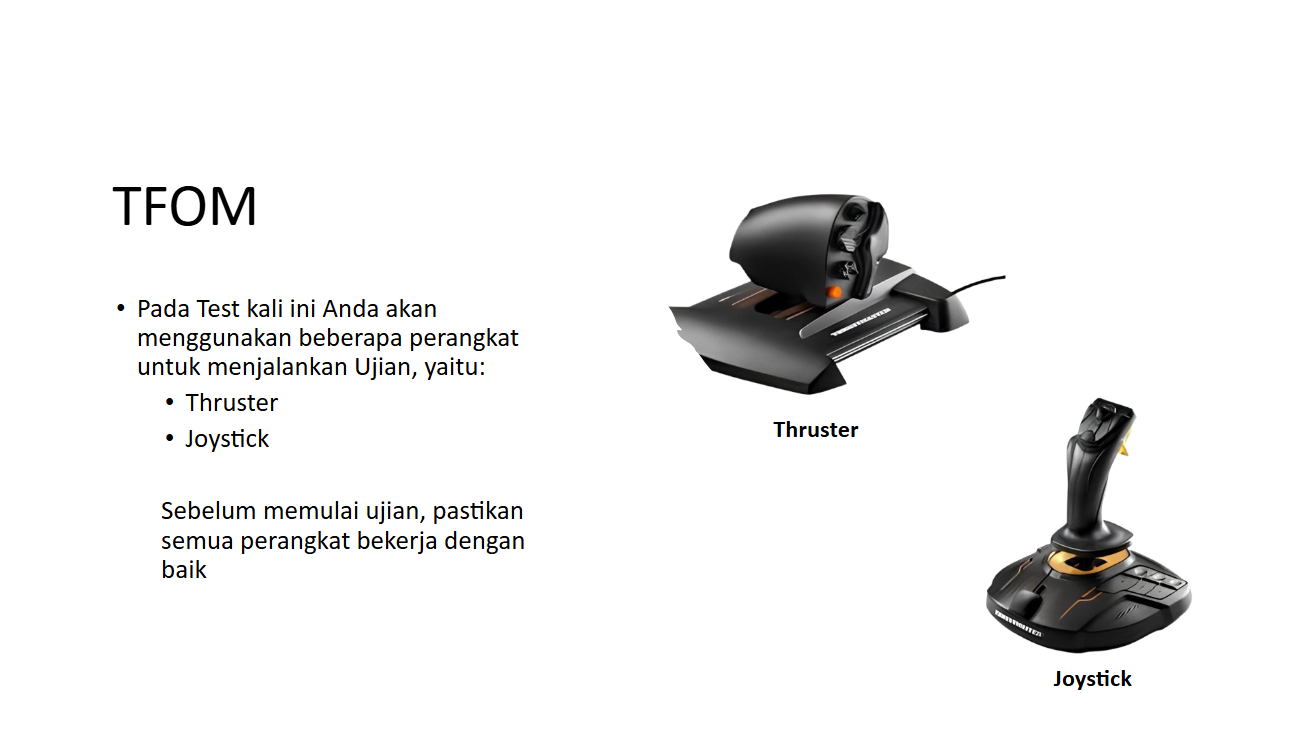 TFOM
• Pada Test kali ini Anda akan
menggunakan beberapa perangkat
untuk menjalankan Ujian, yaitu:
• Thruster
• Joystick
Sebelum memulai ujian, pastikan
semua perangkat bekerja dengan
baik
Thruster
Joystick